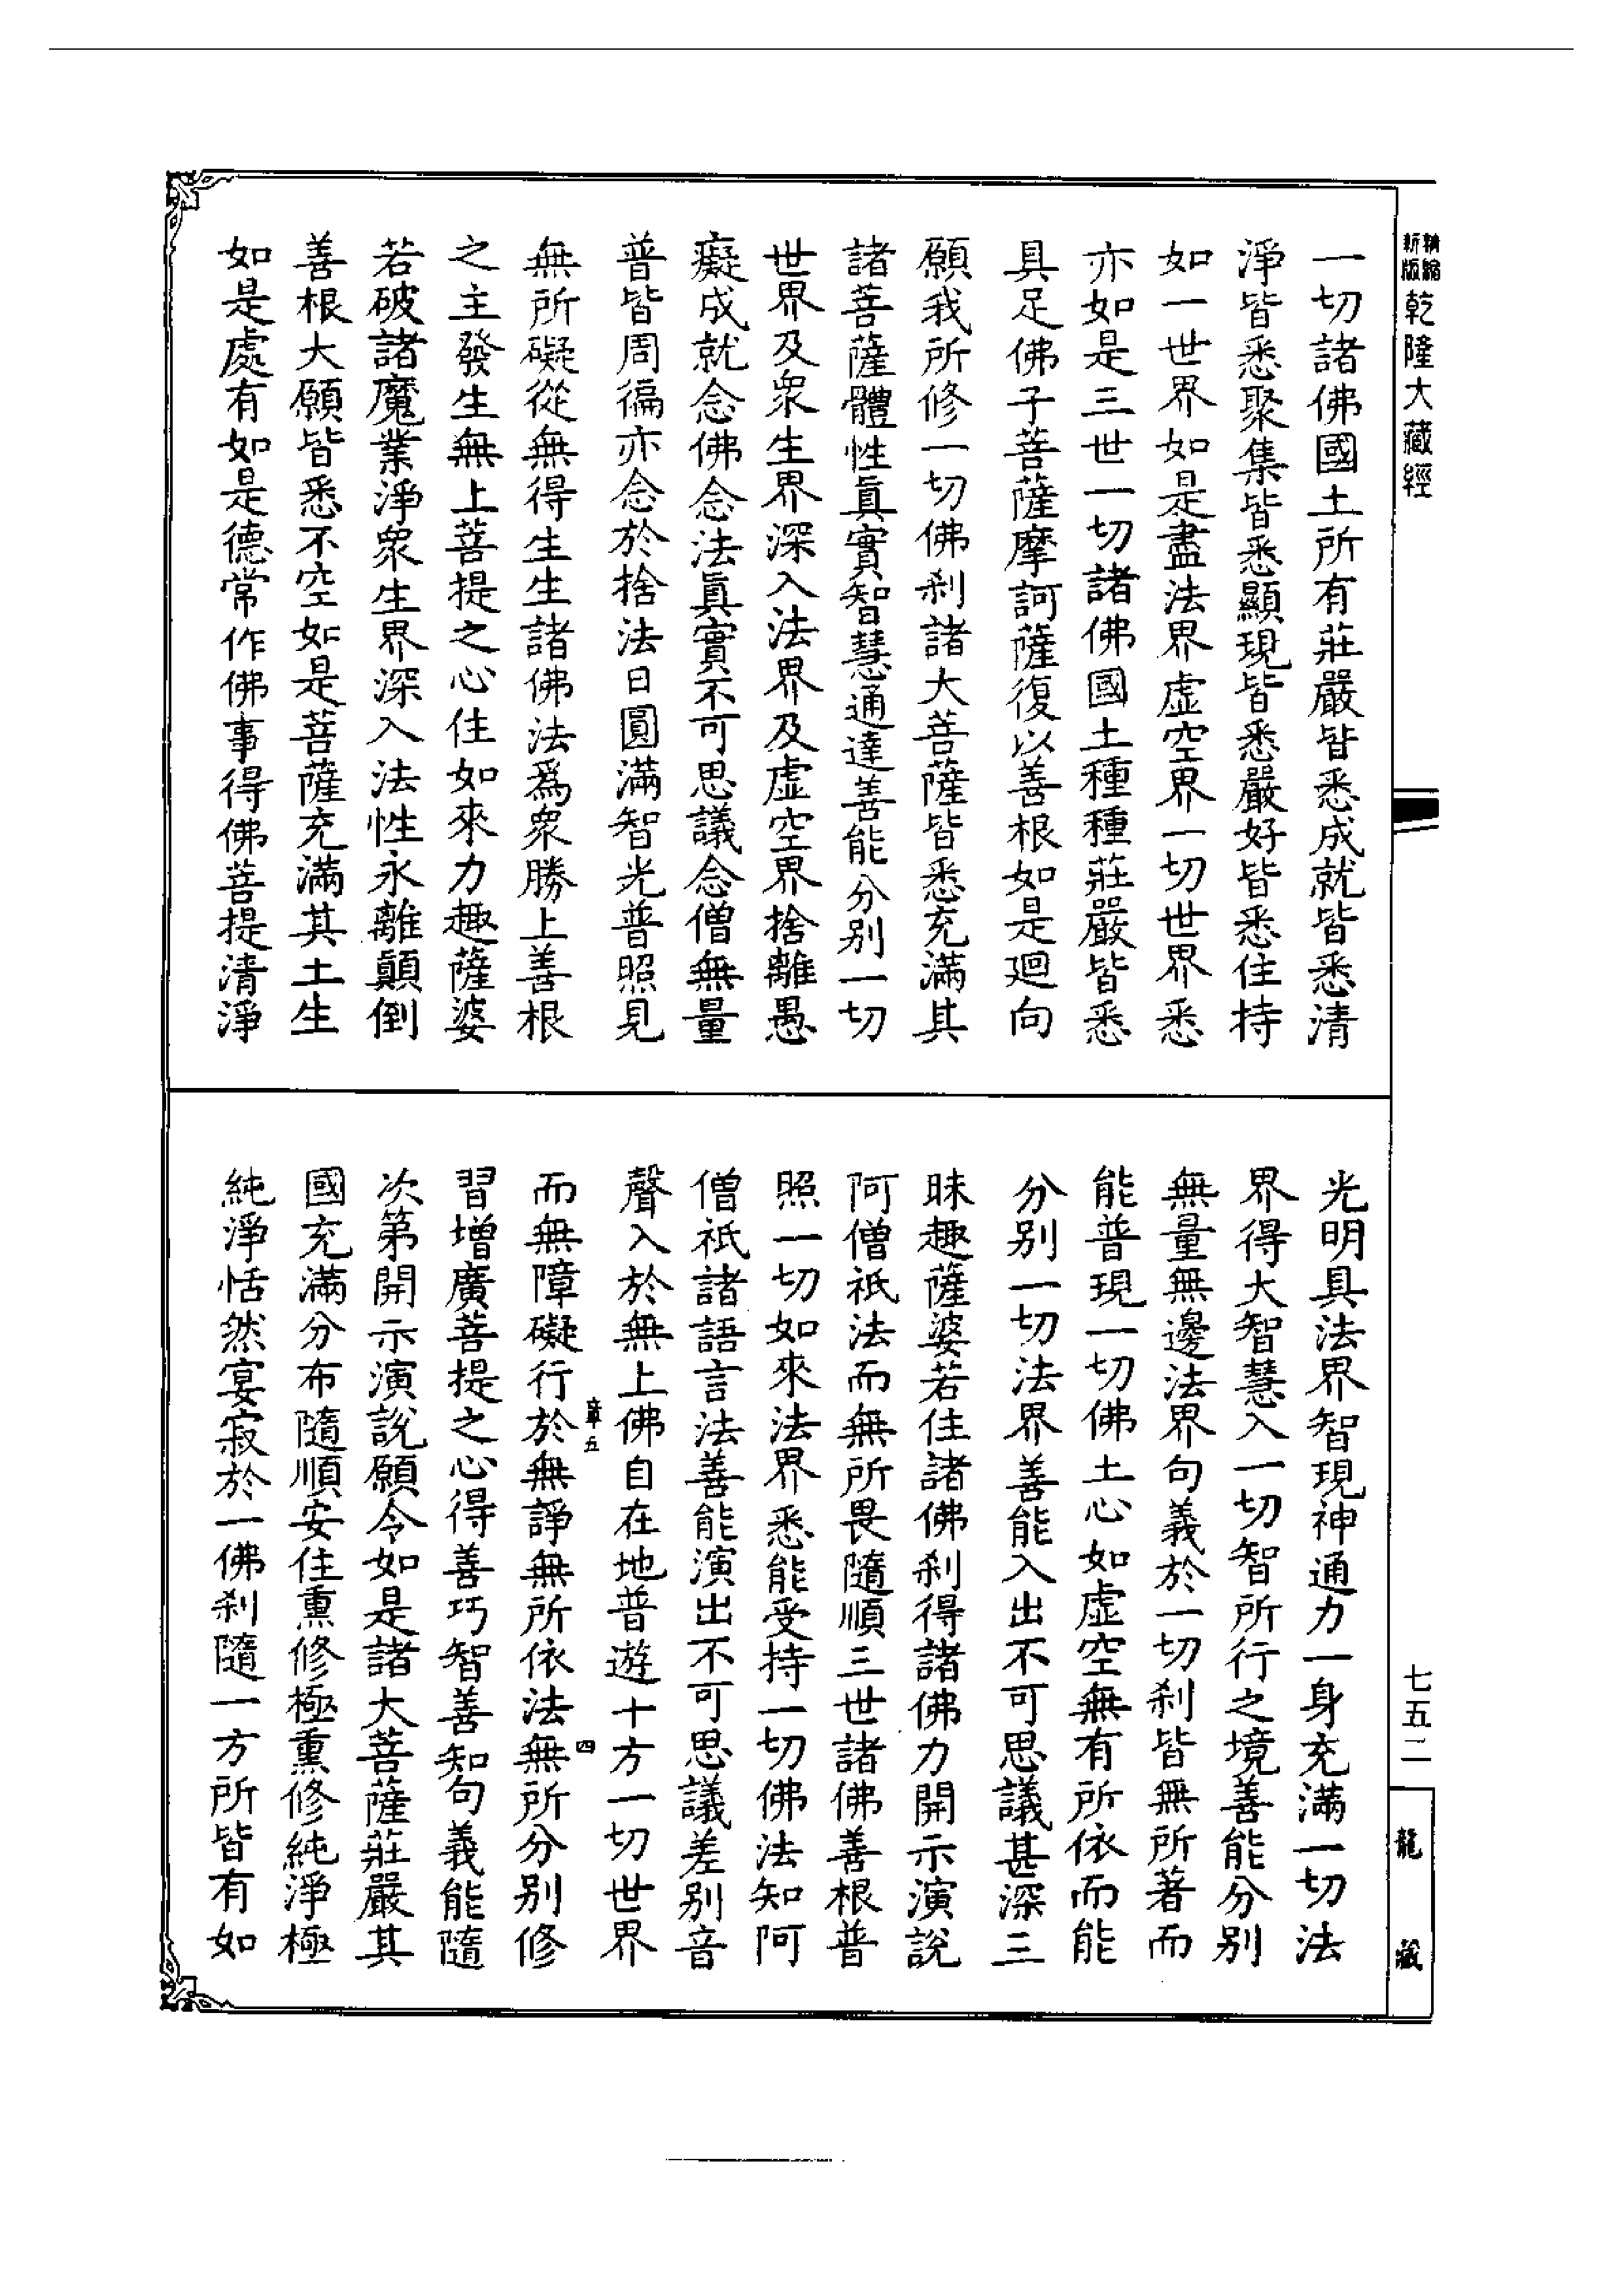 精縮
新版
乾隆大藏經
一切諸佛國土所有莊嚴皆悉成就皆悉清
淨皆悉聚集皆悉顯現皆悉嚴好皆悉住持
如一世界如是盡法界虛空界一切世界悉
亦如是三世一切諸佛國土種種莊嚴皆悉
具足佛子菩薩摩訶薩復以善根如是迴向
願我所修一切佛刹諸大菩薩皆悉充滿其
諸菩薩體性眞實智慧通達善能分別一切
世界及衆生界深入法界及虛空界捨離愚
癡成就念佛念法眞實不可思議念僧無量
普皆周徧亦念於捨法日圓滿智光普照見
無所礙從無得生生諸佛法爲衆勝上善根
之主發生無上菩提之心住如來力趣薩婆
若破諸魔業淨衆生界深入法性永離顚倒
善根大願皆悉不空如是菩薩充滿其土生
如是處有如是德常作佛事得佛菩提清淨
光明具法界智現神通力一身充滿一切法
界得大智慧入一切智所行之境善能分別
無量無邊法界句義於一切刹皆無所著而
能普現一切佛土心如虛空無有所依而能
分別一切法界善能入出不可思議甚深三
昧趣薩婆若住諸佛刹得諸佛力開示演說
阿僧祇法而無所畏隨順三世諸佛善根普
照一切如來法界悉能受持一切佛法知阿
僧祇諸語言法善能演出不可思議差別音
聲入於無上佛自在地普遊十方一切世界
章五
四
而無障礙行於無諍無所依法無所分別修
習增廣菩提之心得善巧智善知句義能隨
次第開示演說願令如是諸大菩薩莊嚴其
國充滿分布隨順安住熏修極熏修純淨極
純淨恬然宴寂於一佛刹隨一方所皆有如
七五二
龍藏